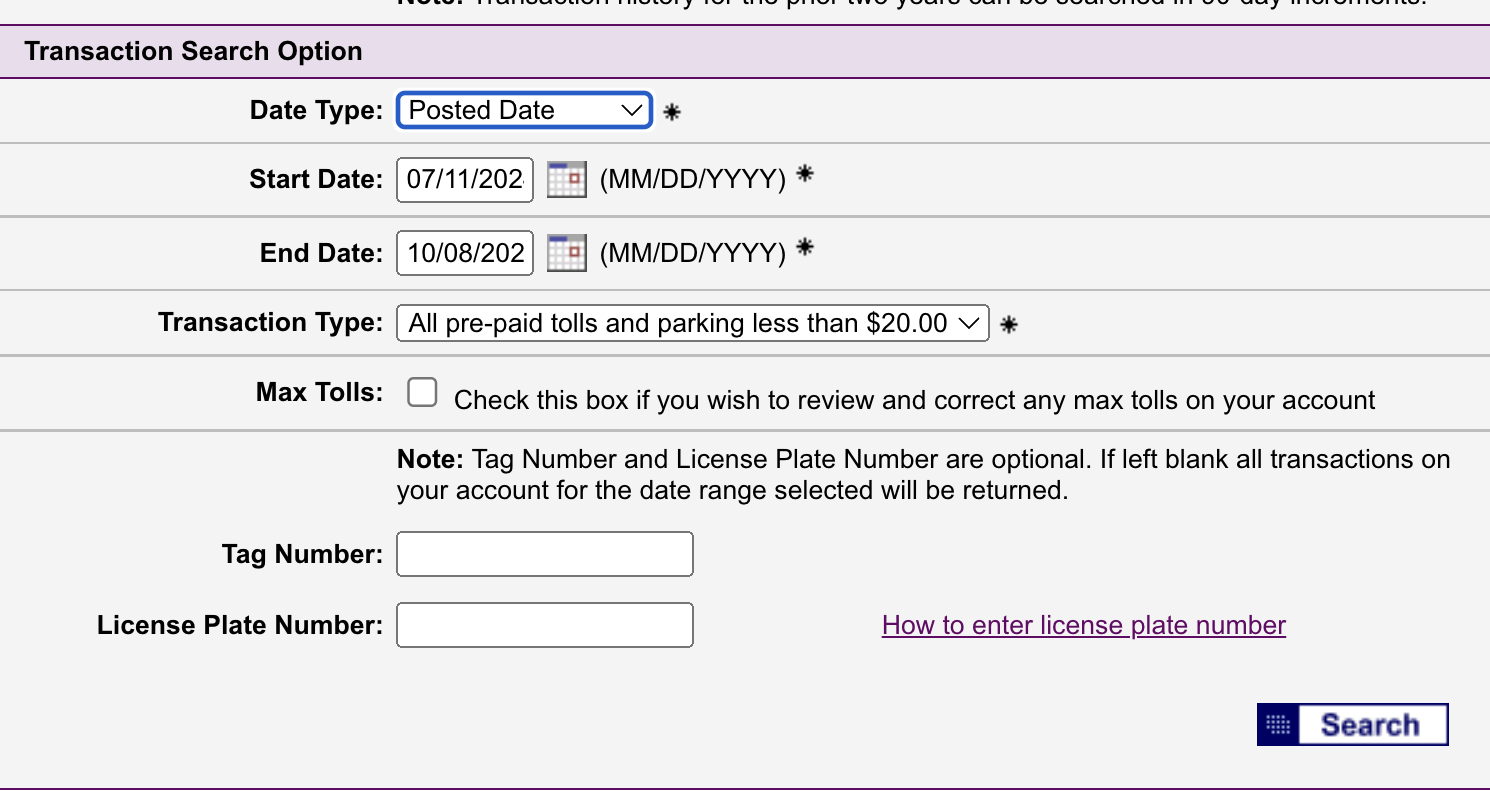 Note: Transaction history for the prior two years can be searched in 90-day increments.
Transaction Search Option
Date Type: Posted Date ✷
Start Date: 07/11/202 (MM/DD/YYYY) ✷
End Date: 10/08/202 (MM/DD/YYYY) ✷
Transaction Type: All pre-paid tolls and parking less than $20.00 ✷
Max Tolls: Check this box if you wish to review and correct any max tolls on your account
Note: Tag Number and License Plate Number are optional. If left blank all transactions on
your account for the date range selected will be returned.
Tag Number:
License Plate Number: How to enter license plate number
Search